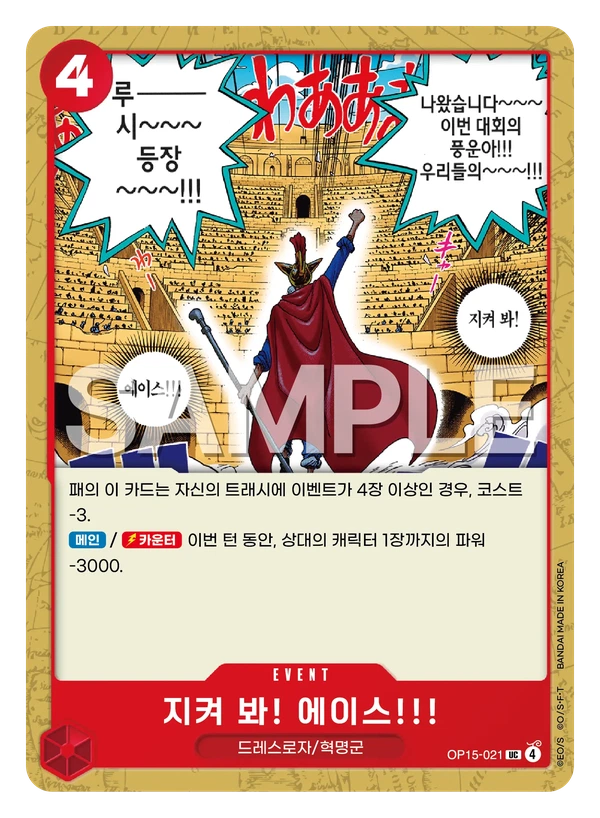 4
루───
시~~~
등장
~~~!!!
わああぁ
나왔습니다~~~
이번 대회의
풍운아!!!
우리들의~~~!!!
지켜 봐!
에이스!!!
SAMPLE
패의 이 카드는 자신의 트래시에 이벤트가 4장 이상인 경우, 코스트
-3.
메인 / 카운터 이번 턴 동안, 상대의 캐릭터 1장까지의 파워
-3000.
EVENT
지켜 봐! 에이스!!!
드레스로자/혁명군
OP15-021 UC 4
©EO/S ©O/S·F·T BANDAI MADE IN KOREA